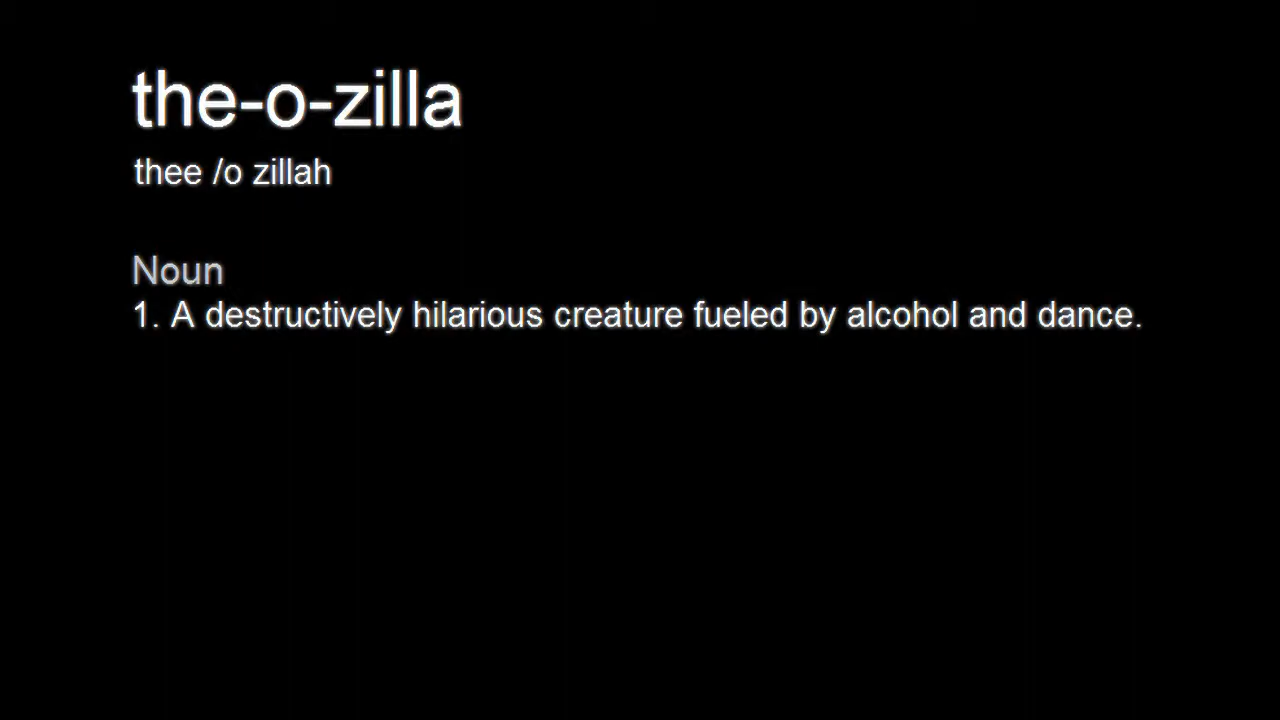 the-o-zilla
thee /o zillah
Noun
1. A destructively hilarious creature fueled by alcohol and dance.